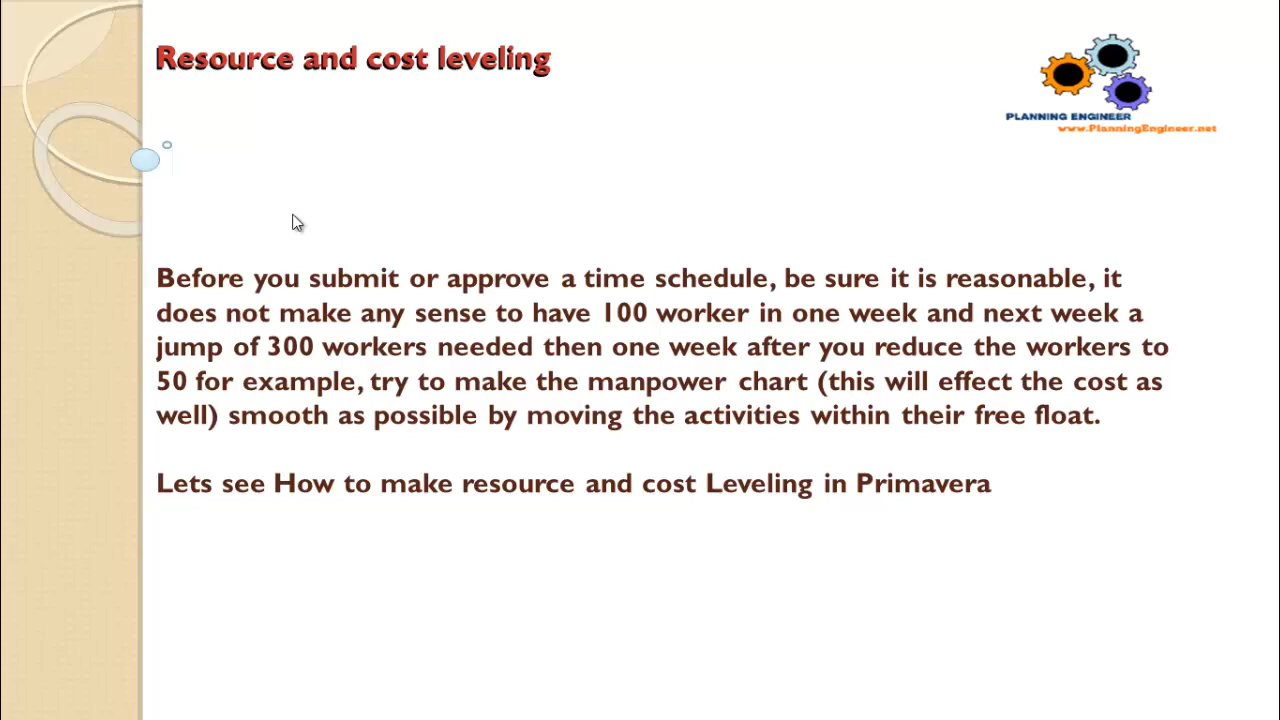 Resource and cost leveling
PLANNING ENGINEER
www.PlanningEngineer.net
Before you submit or approve a time schedule, be sure it is reasonable, it
does not make any sense to have 100 worker in one week and next week a
jump of 300 workers needed then one week after you reduce the workers to
50 for example, try to make the manpower chart (this will effect the cost as
well) smooth as possible by moving the activities within their free float.
Lets see How to make resource and cost Leveling in Primavera